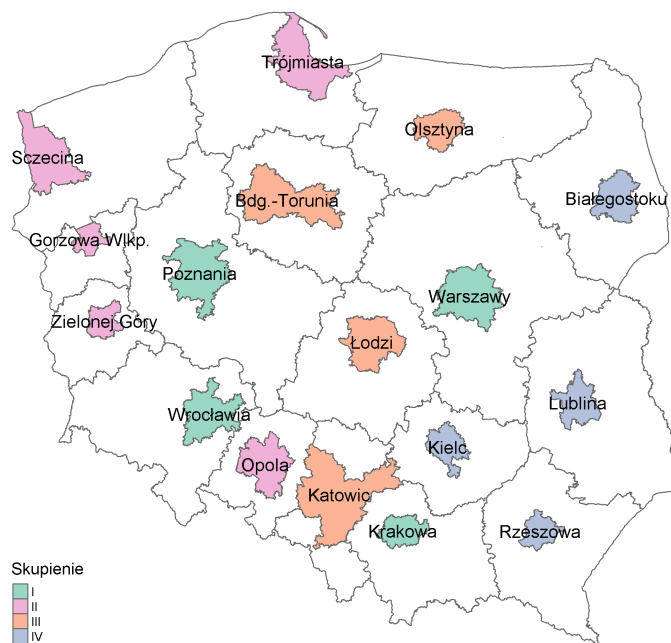 Trójmiasta
Olsztyna
Sczecina
Bdg.-Torunia
Białegostoku
Gorzowa Wlkp.
Poznania
Warszawy
Zielonej Góry
Łodzi
Wrocławia
Lublina
Kielc
Opola
Katowic
Krakowa
Rzeszowa
Skupienie
I
II
III
IV